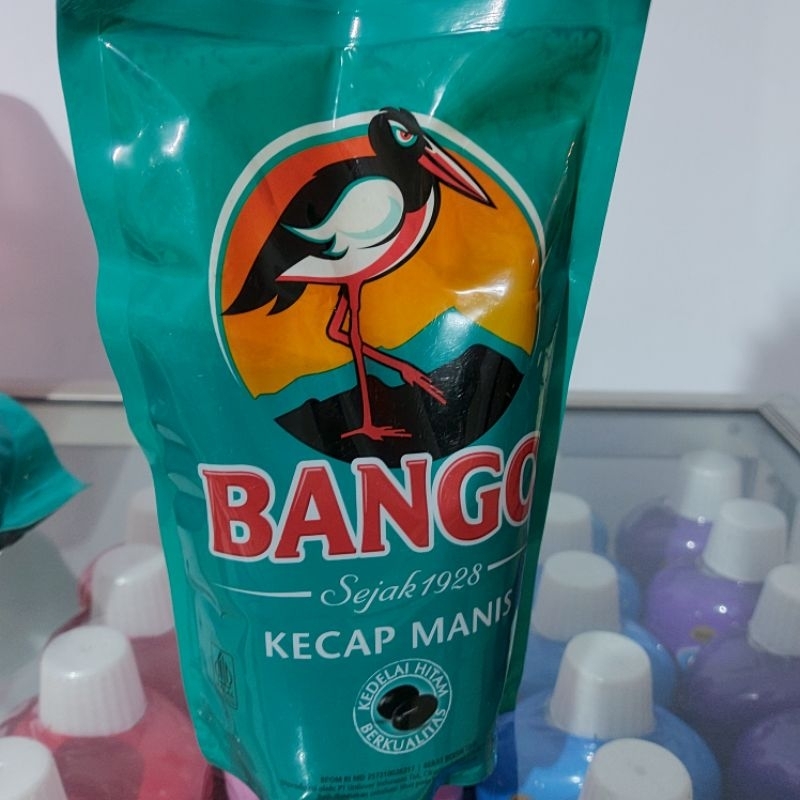 BANGO
Sejak 1928
KECAP MANIS
KEDELAI HITAM
BERKUALITAS